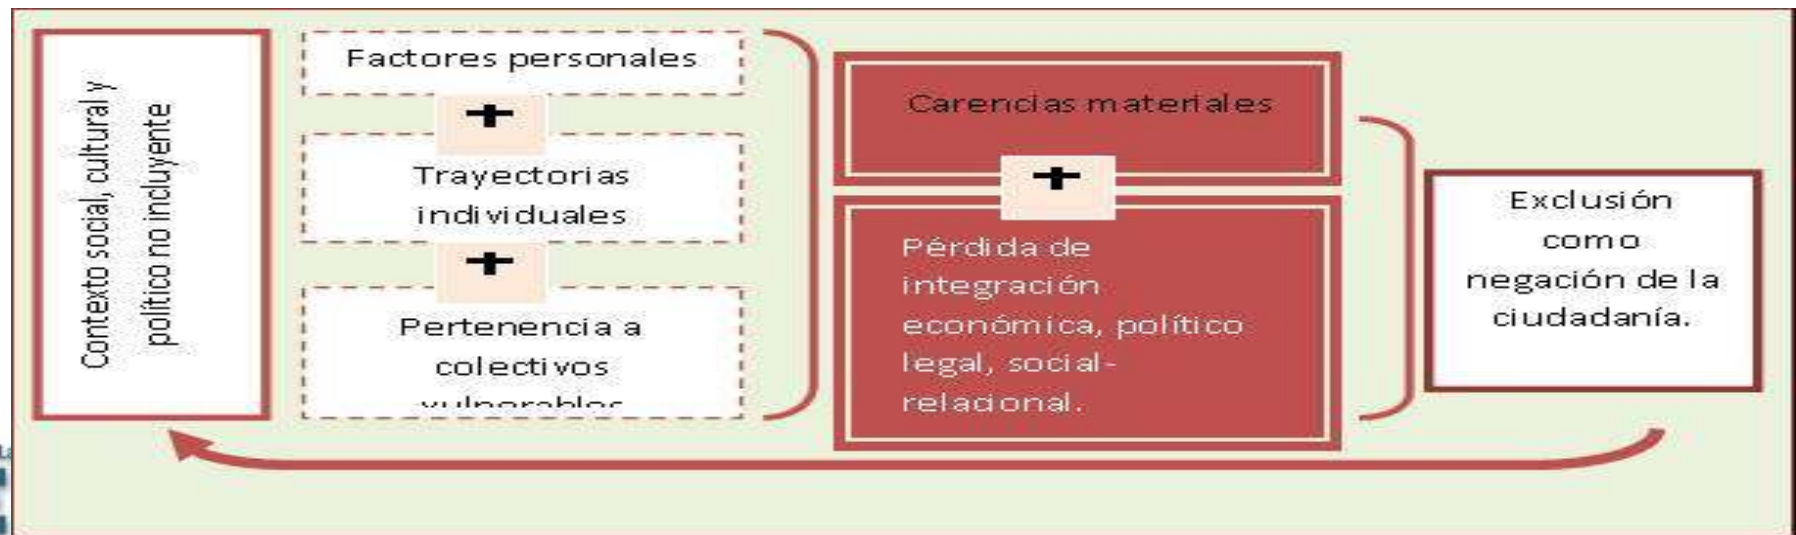 Contexto social, cultural y
político no incluyente
Factores personales
+
Trayectorias
individuales
+
Pertenencia a
colectivos
vulnerables
Carencias materiales
+
Pérdida de
integración
económica, político
legal, social-
relacional.
Exclusión
como
negación de la
ciudadanía.